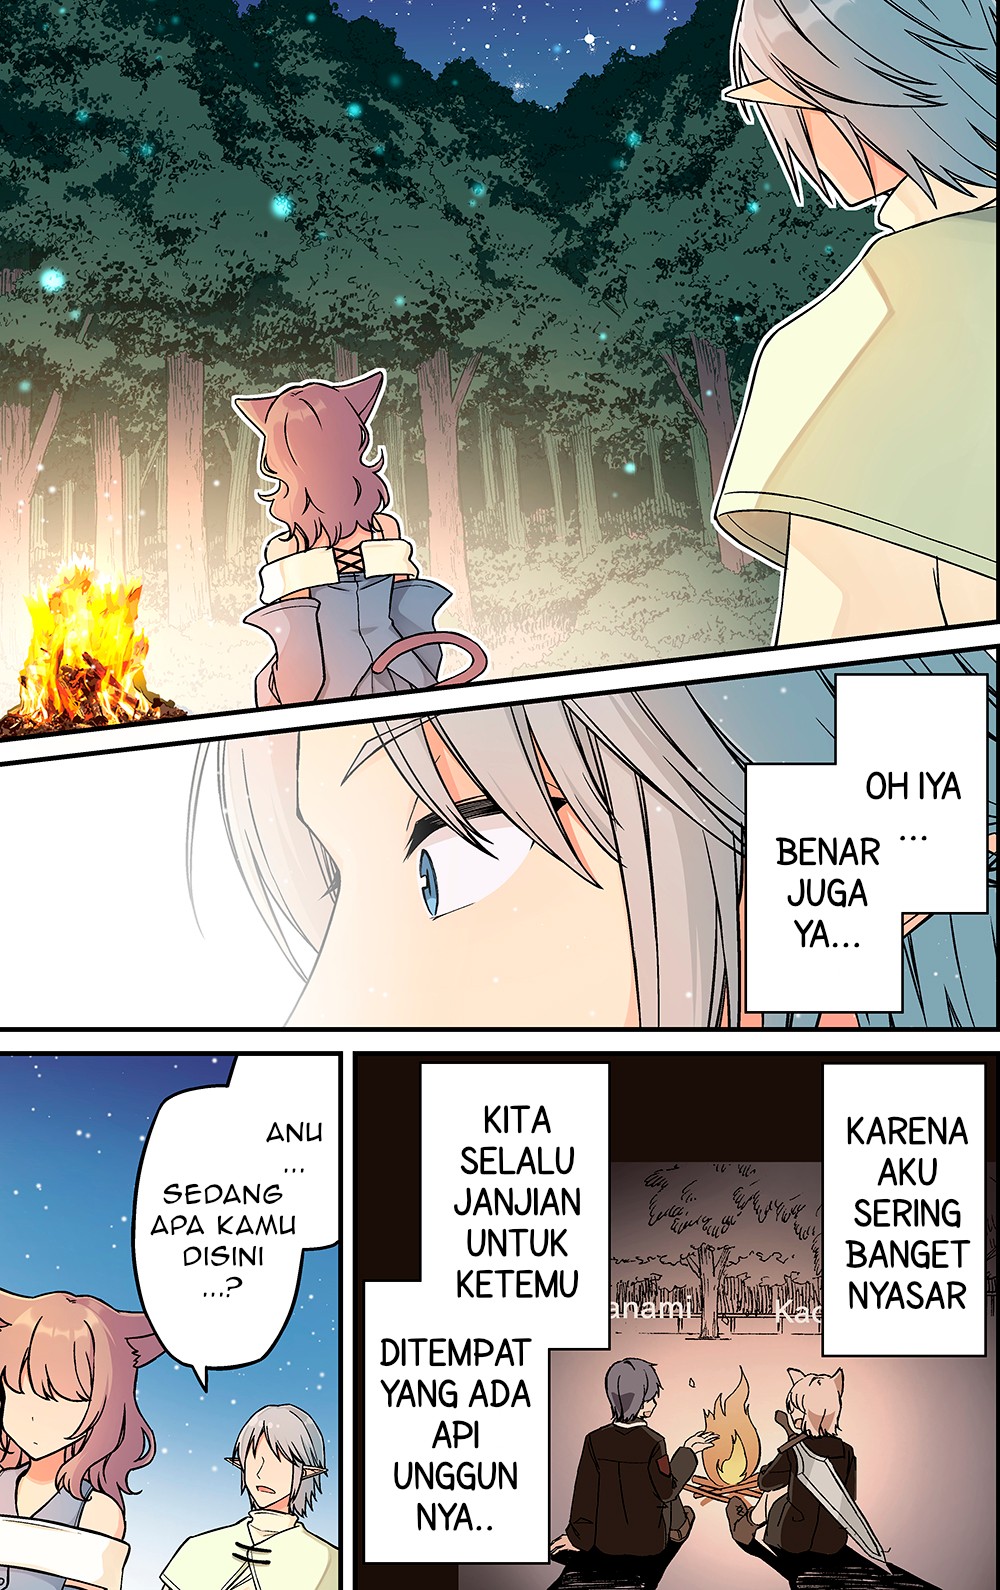 OH IYA
...
BENAR
JUGA
YA...
KARENA
AKU
SERING
BANGET
NYASAR
KITA
SELALU
JANJIAN
UNTUK
KETEMU
DITEMPAT
YANG ADA
API
UNGGUN
NYA..
ANU
...
SEDANG
APA KAMU
DISINI
...?